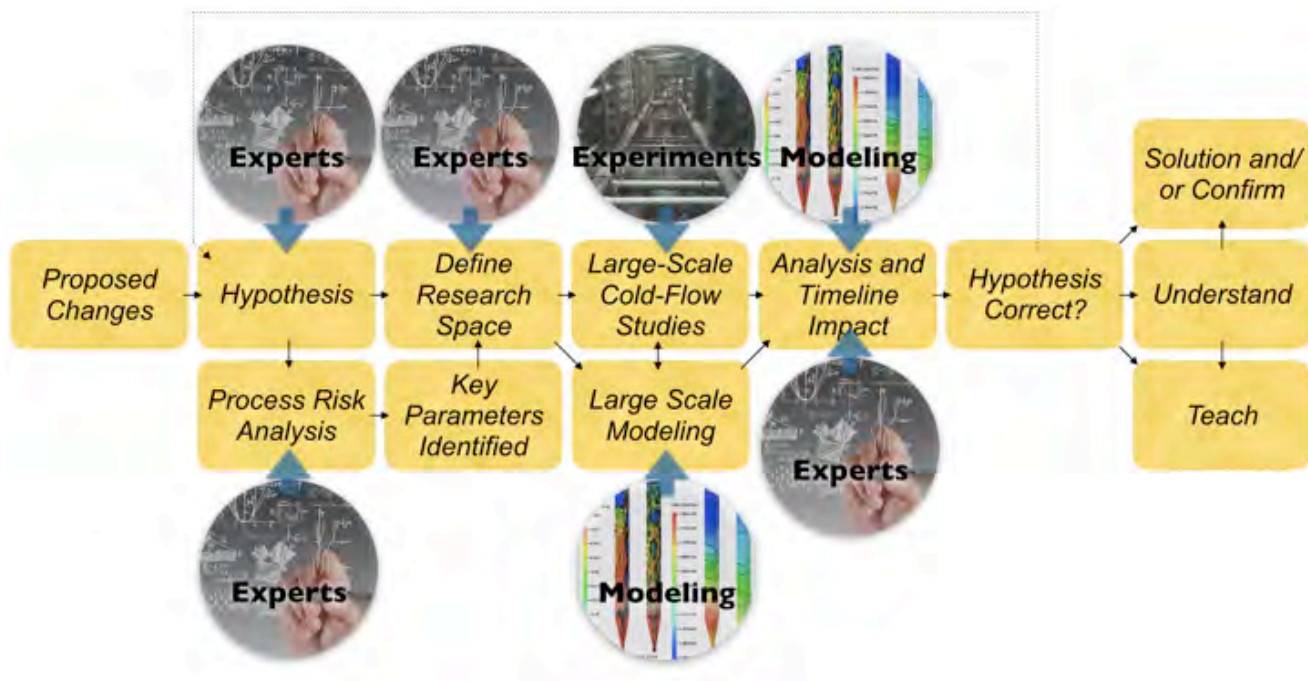 Experts
Experts
Experiments
Modeling
Solution and/
or Confirm
Proposed
Changes
Hypothesis
Define
Research
Space
Large-Scale
Cold-Flow
Studies
Analysis and
Timeline
Impact
Hypothesis
Correct?
Understand
Process Risk
Analysis
Key
Parameters
Identified
Large Scale
Modeling
Teach
Experts
Experts
Modeling